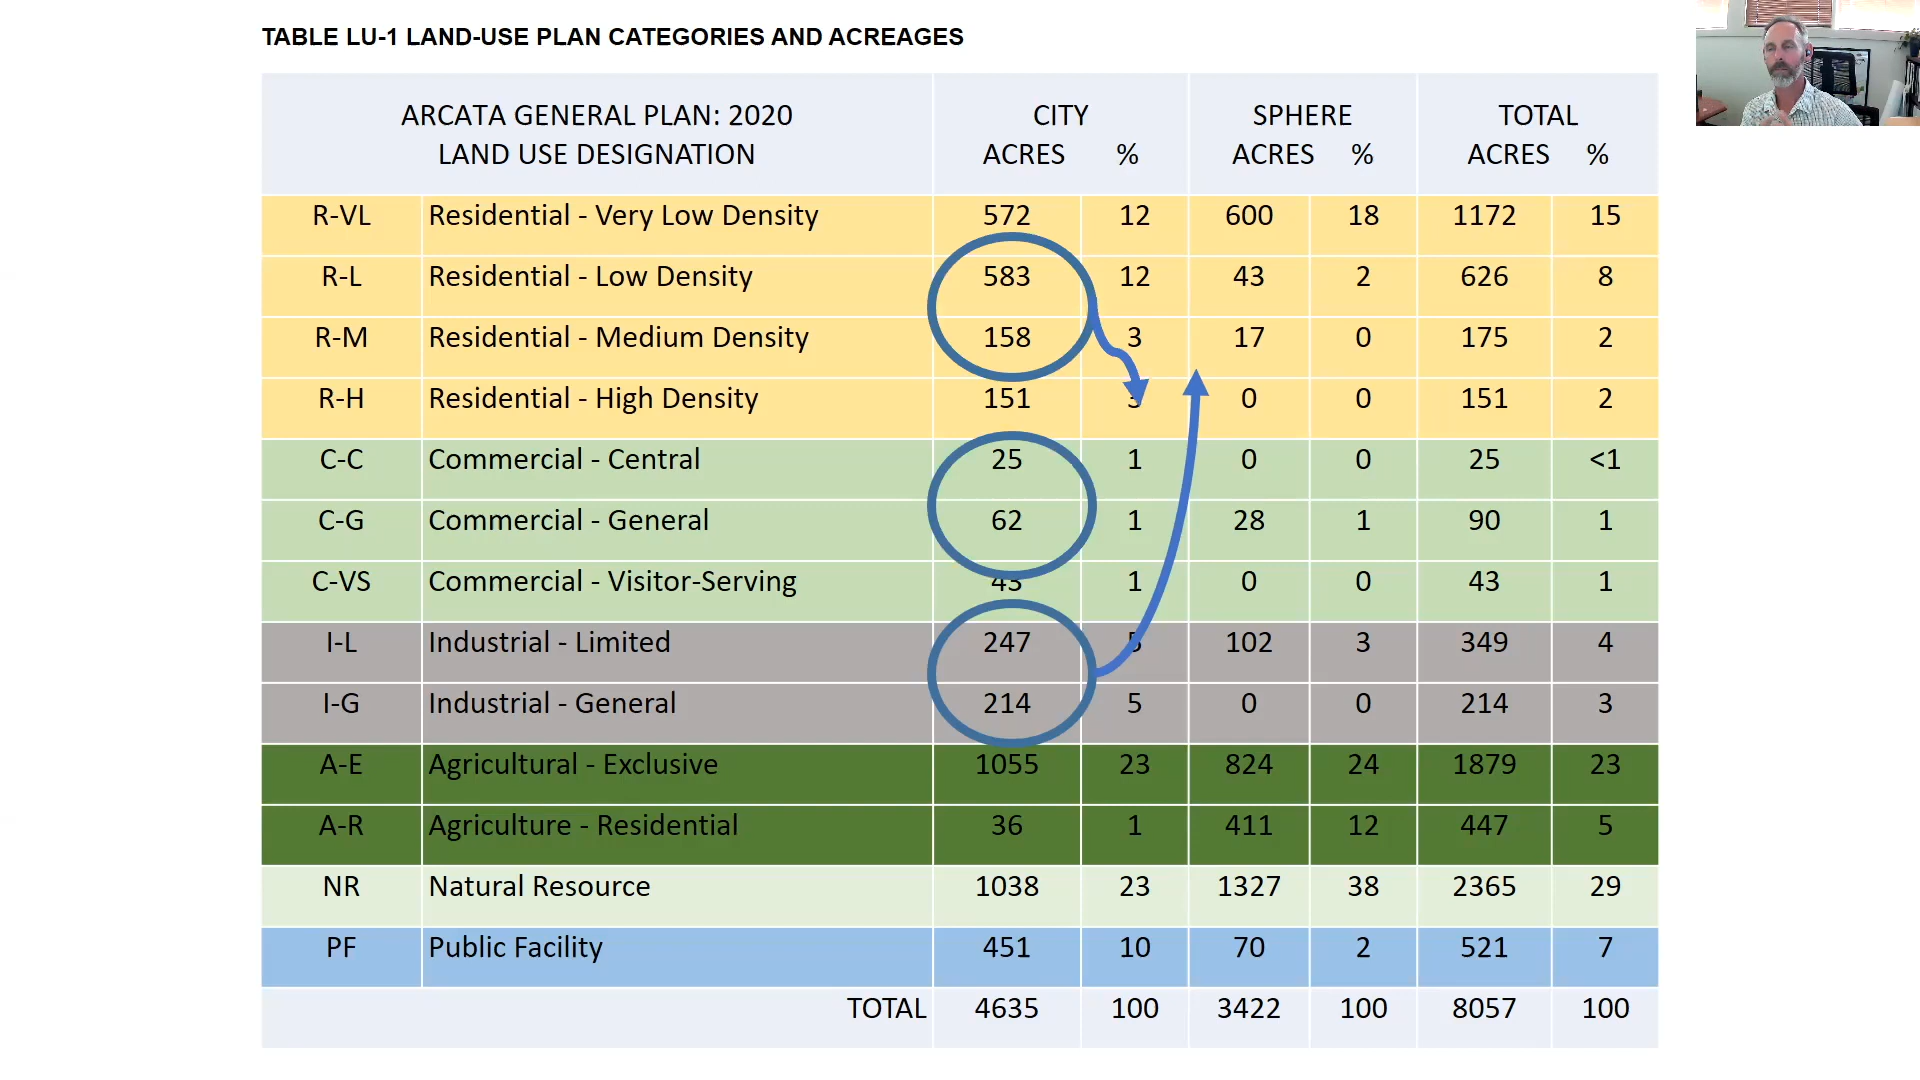 TABLE LU-1 LAND-USE PLAN CATEGORIES AND ACREAGES
ARCATA GENERAL PLAN: 2020 CITY SPHERE TOTAL
LAND USE DESIGNATION ACRES % ACRES % ACRES %
R-VL Residential - Very Low Density 572 12 600 18 1172 15
R-L Residential - Low Density 583 12 43 2 626 8
R-M Residential - Medium Density 158 3 17 0 175 2
R-H Residential - High Density 151 3 0 0 151 2
C-C Commercial - Central 25 1 0 0 25 <1
C-G Commercial - General 62 1 28 1 90 1
C-VS Commercial - Visitor-Serving 43 1 0 0 43 1
I-L Industrial - Limited 247 5 102 3 349 4
I-G Industrial - General 214 5 0 0 214 3
A-E Agricultural - Exclusive 1055 23 824 24 1879 23
A-R Agriculture - Residential 36 1 411 12 447 5
NR Natural Resource 1038 23 1327 38 2365 29
PF Public Facility 451 10 70 2 521 7
TOTAL 4635 100 3422 100 8057 100